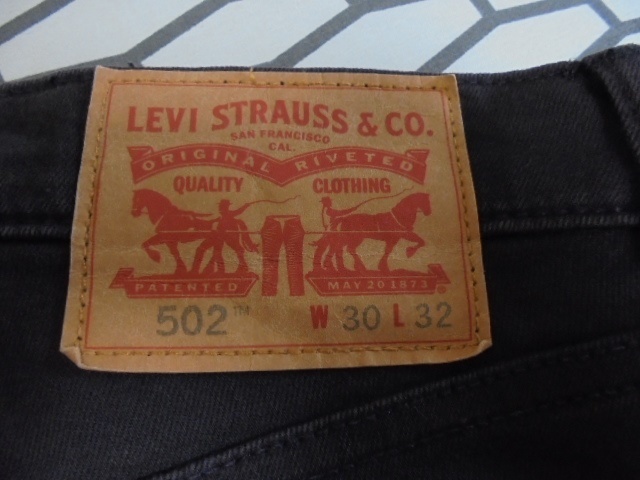 LEVI STRAUSS & CO.
SAN FRANCISCO
CAL.
ORIGINAL RIVETED
QUALITY CLOTHING
PATENTED MAY 20 1873 ®
502™ W 30 L 32